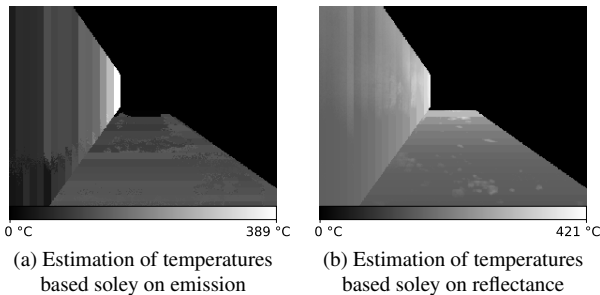 0 °C 389 °C
0 °C 421 °C
(a) Estimation of temperatures
based soley on emission
(b) Estimation of temperatures
based soley on reflectance